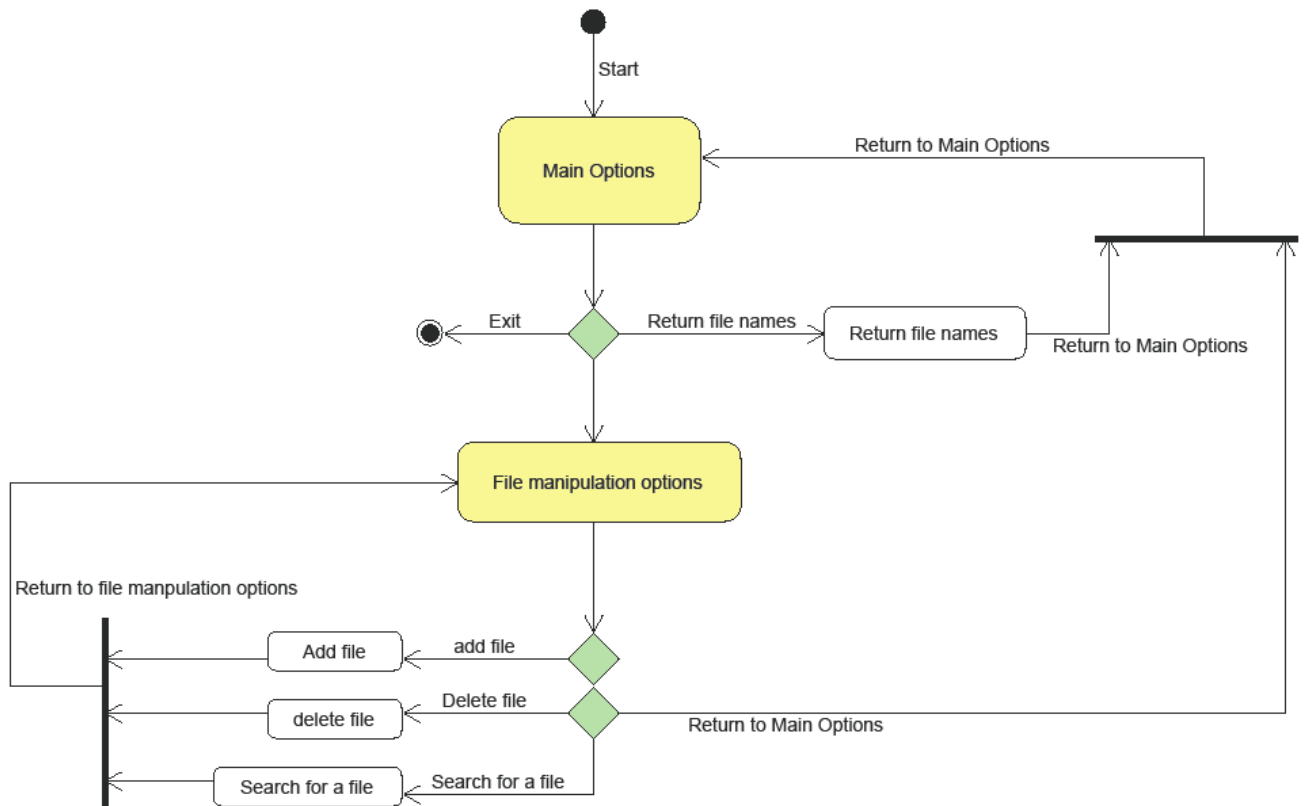 Start
Return to Main Options
Main Options
Exit
Return file names
Return file names
Return to Main Options
File manipulation options
Return to file manpulation options
Add file
add file
delete file
Delete file
Return to Main Options
Search for a file
Search for a file